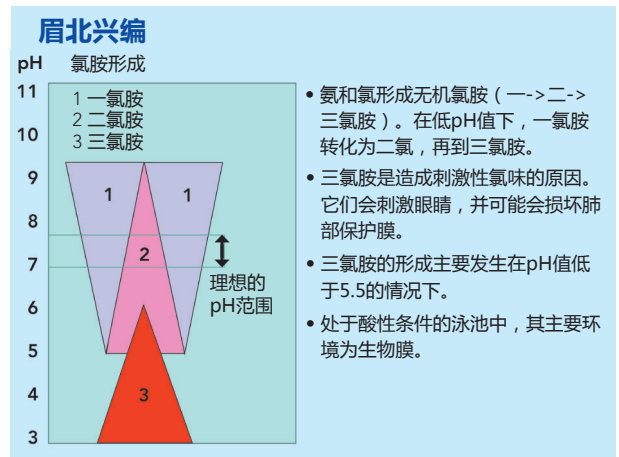 眉北兴编
pH 氯胺形成
11
10
9
8
7
6
5
4
3
1 一氯胺
2 二氯胺
3 三氯胺
1
1
2
3
理想的
pH范围
• 氨和氯形成无机氯胺（一->二->
三氯胺）。在低pH值下，一氯胺
转化为二氯，再到三氯胺。
• 三氯胺是造成刺激性氯味的原因。
它们会刺激眼睛，并可能会损坏肺
部保护膜。
• 三氯胺的形成主要发生在pH值低
于5.5的情况下。
• 处于酸性条件的泳池中，其主要环
境为生物膜。